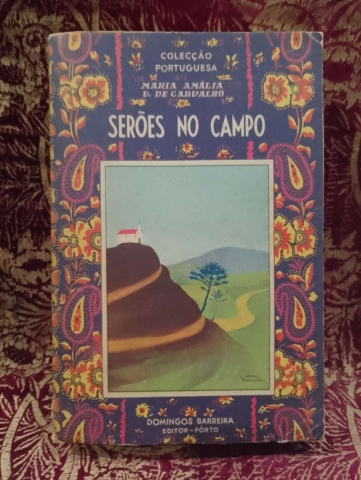 COLECÇÃO
PORTUGUESA
MARIA AMÁLIA
V. DE CARVALHO
SERÕES NO CAMPO
DOMINGOS BARREIRA
EDITOR-PÔRTO